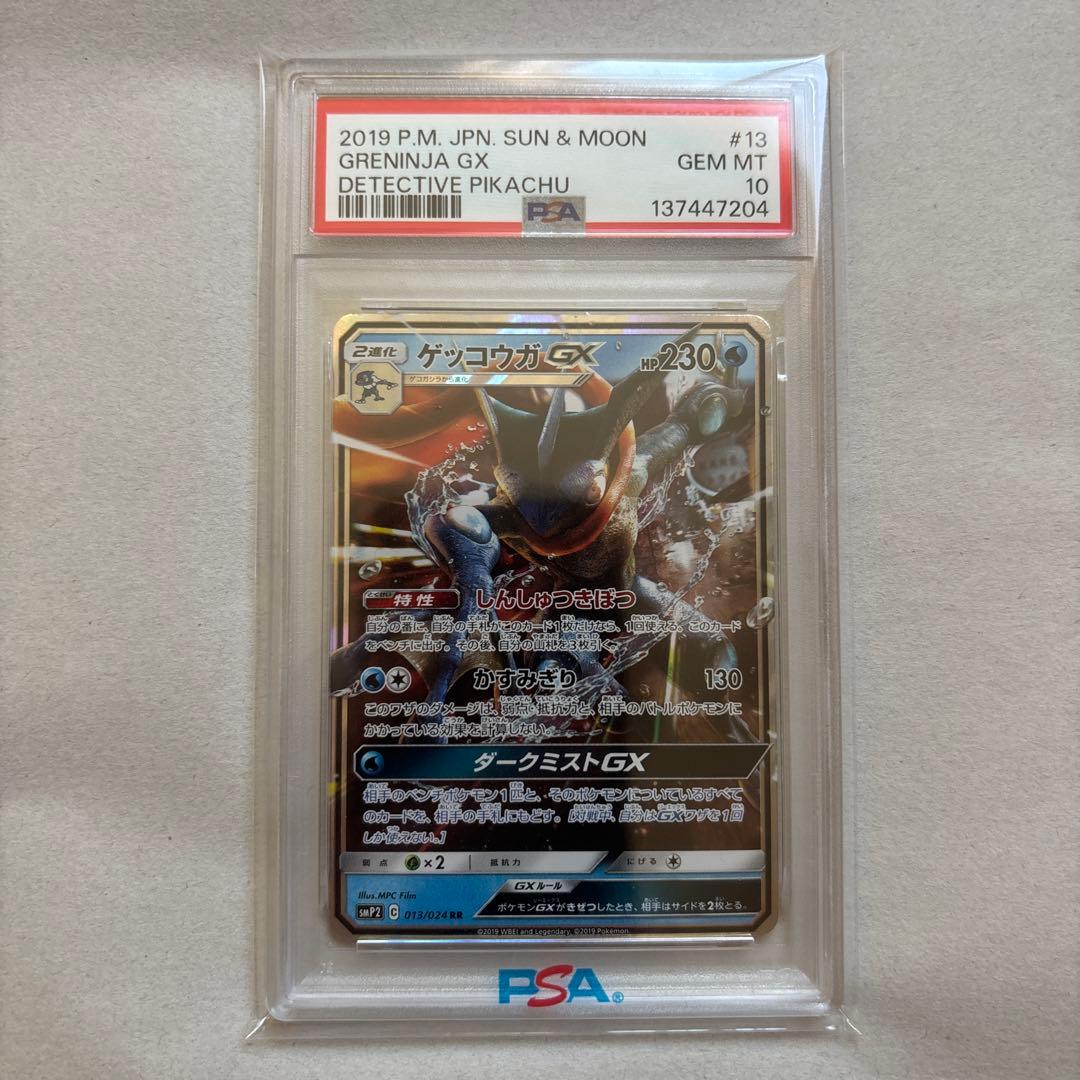 2019 P.M. JPN. SUN & MOON #13
GRENINJA GX GEM MT
DETECTIVE PIKACHU 10
PSA 137447204
2進化 ゲッコウガGX HP230
ゲコガシラから進化
とくせい
特性 しんしゅつきぼつ
自分の番に、自分の手札がこのカード1枚だけなら、1回使える。このカード
をベンチに出す。その後、自分の山札を3枚引く。
かすみぎり 130
このワザのダメージは、弱点・抵抗力と、相手のバトルポケモンに
かかっている効果を計算しない。
ダークミストGX
相手のベンチポケモン1匹と、そのポケモンについているすべて
のカードを、相手の手札にもどす。[対戦中、自分はGXワザを1回
しか使えない。]
弱点 ×2 抵抗力 にげる
Illus.MPC Film
GXルール
ポケモンGXがきぜつしたとき、相手はサイドを2枚とる。
SMP2 C 013/024 RR
©2019 WBEI and Legendary, ©2019 Pokémon.
PSA®